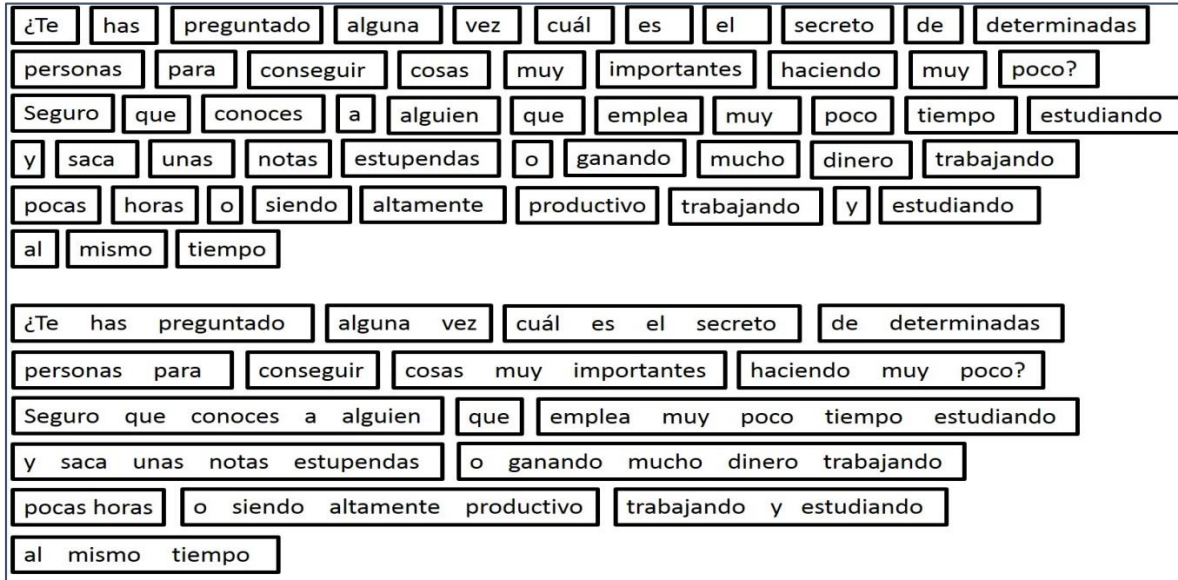 ¿Te has preguntado alguna vez cuál es el secreto de determinadas
personas para conseguir cosas muy importantes haciendo muy poco?
Seguro que conoces a alguien que emplea muy poco tiempo estudiando
y saca unas notas estupendas o ganando mucho dinero trabajando
pocas horas o siendo altamente productivo trabajando y estudiando
al mismo tiempo
¿Te has preguntado alguna vez cuál es el secreto de determinadas
personas para conseguir cosas muy importantes haciendo muy poco?
Seguro que conoces a alguien que emplea muy poco tiempo estudiando
y saca unas notas estupendas o ganando mucho dinero trabajando
pocas horas o siendo altamente productivo trabajando y estudiando
al mismo tiempo